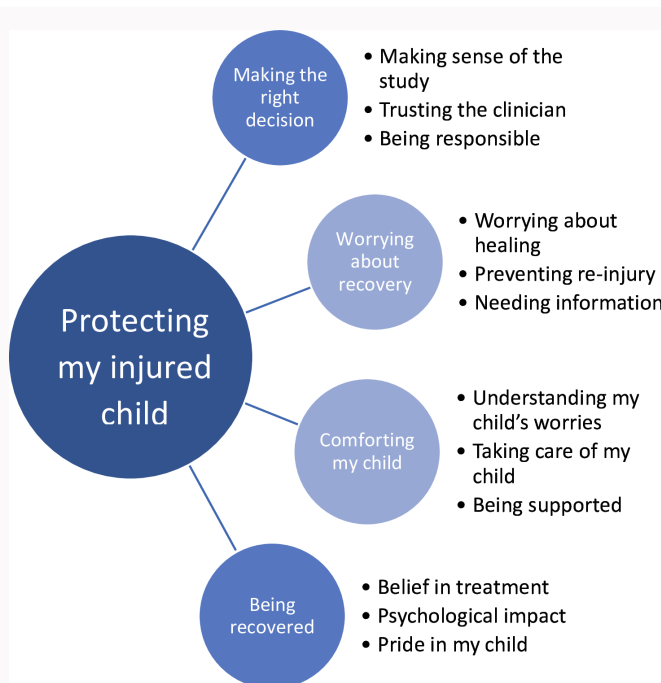 Making the
right
decision
• Making sense of the
study
• Trusting the clinician
• Being responsible
Worrying
about
recovery
• Worrying about
healing
• Preventing re-injury
• Needing information
Protecting
my injured
child
Comforting
my child
• Understanding my
child’s worries
• Taking care of my
child
• Being supported
Being
recovered
• Belief in treatment
• Psychological impact
• Pride in my child